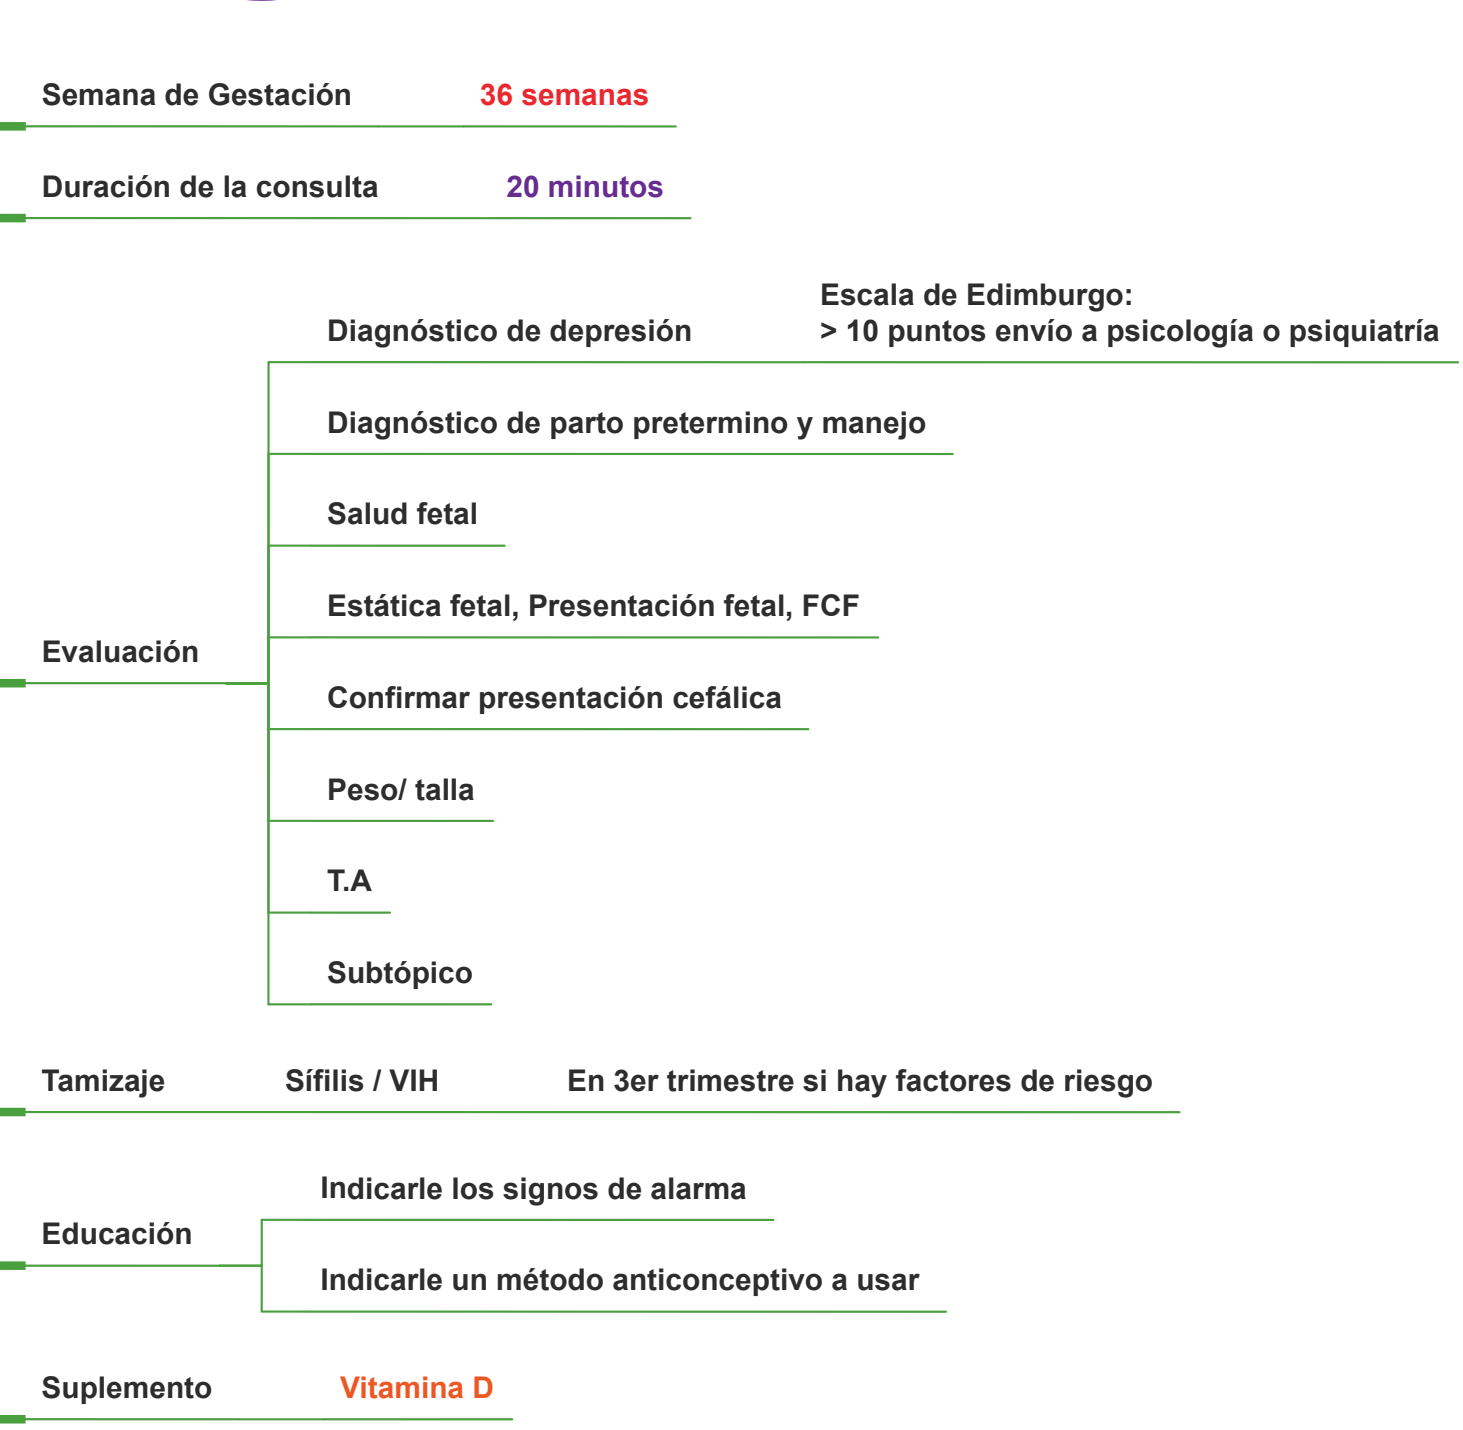 Semana de Gestación 36 semanas
Duración de la consulta 20 minutos
Escala de Edimburgo:
Diagnóstico de depresión > 10 puntos envío a psicología o psiquiatría
Diagnóstico de parto pretermino y manejo
Salud fetal
Estática fetal, Presentación fetal, FCF
Evaluación
Confirmar presentación cefálica
Peso/ talla
T.A
Subtópico
Tamizaje Sífilis / VIH En 3er trimestre si hay factores de riesgo
Indicarle los signos de alarma
Educación
Indicarle un método anticonceptivo a usar
Suplemento Vitamina D